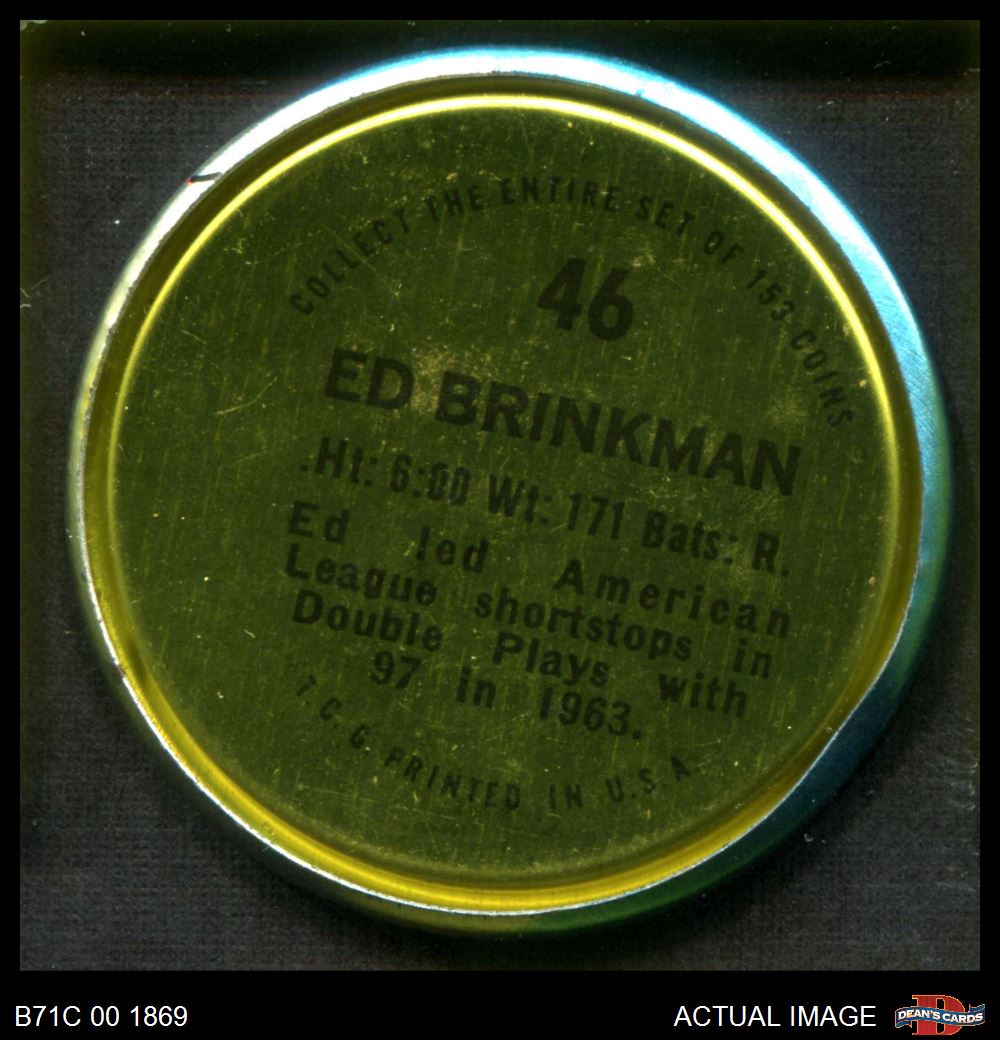 COLLECT THE ENTIRE SET OF 153 COINS
46
ED BRINKMAN
Ht: 6:00 Wt: 171 Bats: R.
Ed led American
League shortstops in
Double Plays with
97 in 1963.
T. C. G. PRINTED IN U.S.A.
B71C 00 1869
ACTUAL IMAGE
D
DEAN'S CARDS